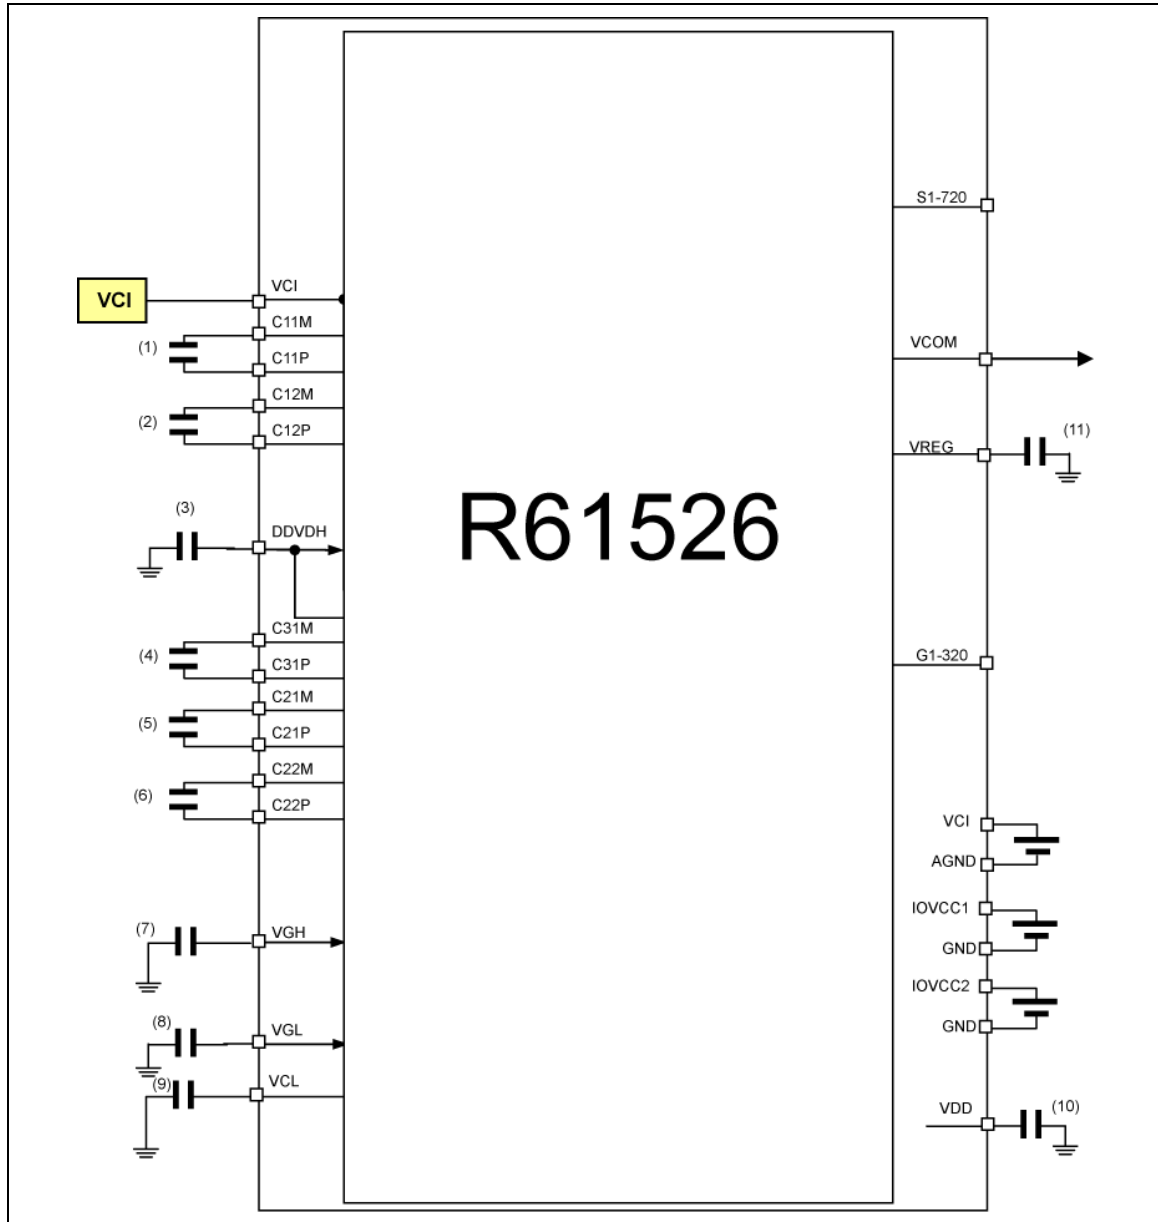 S1-720
VCI
VCI
C11M
(1)
C11P
VCOM
C12M
(2)
C12P
(11)
VREG
(3)
DDVDH
R61526
C31M
(4)
C31P
G1-320
C21M
(5)
C21P
C22M
(6)
C22P
VCI
AGND
IOVCC1
(7)
VGH
GND
IOVCC2
(8)
VGL
GND
(9)
VCL
VDD
(10)